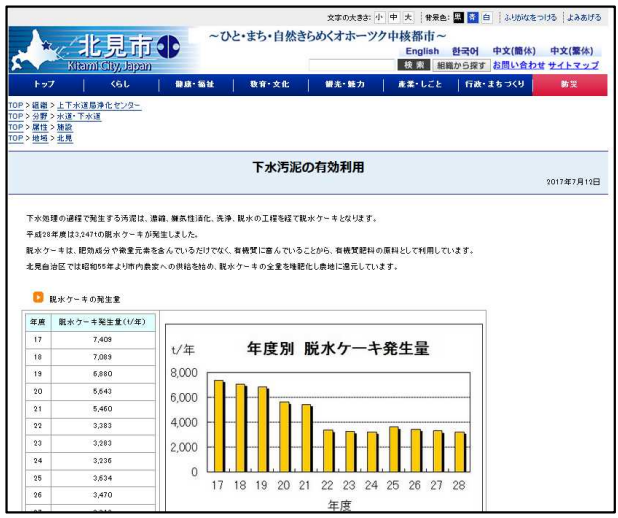 文字の大きさ: 小 中 大 背景色: 黒 青 白 ふりがなをつける よみあげる
北見市
Kitami City, Japan
～ひと・まち・自然きらめくオホーツク中核都市～
English 한국어 中文(簡体) 中文(繁体)
検索 組織から探す お問い合わせ サイトマップ
トップ くらし 健康・福祉 教育・文化 観光・魅力 産業・しごと 行政・まちづくり 防災
TOP > 組織 > 上下水道局浄化センター
TOP > 分野 > 水道・下水道
TOP > 属性 > 施設
TOP > 地域 > 北見
下水汚泥の有効利用
2017年7月12日
下水処理の過程で発生する汚泥は、濃縮、嫌気性消化、洗浄、脱水の工程を経て脱水ケーキとなります。
平成28年度は3,247tの脱水ケーキが発生しました。
脱水ケーキは、肥効成分や微量元素を含んでいるだけでなく、有機質に富んでいることから、有機質肥料の原料として利用しています。
北見自治区では昭和55年より市内農家への供給を始め、脱水ケーキの全量を堆肥化し農地に還元しています。
脱水ケーキの発生量
年度 脱水ケーキ発生量(t/年)
17 7,409
18 7,089
19 6,880
20 5,643
21 5,460
22 3,383
23 3,283
24 3,236
25 3,634
26 3,470
年度別 脱水ケーキ発生量
t/年
8,000
6,000
4,000
2,000
0
17 18 19 20 21 22 23 24 25 26 27 28
年度